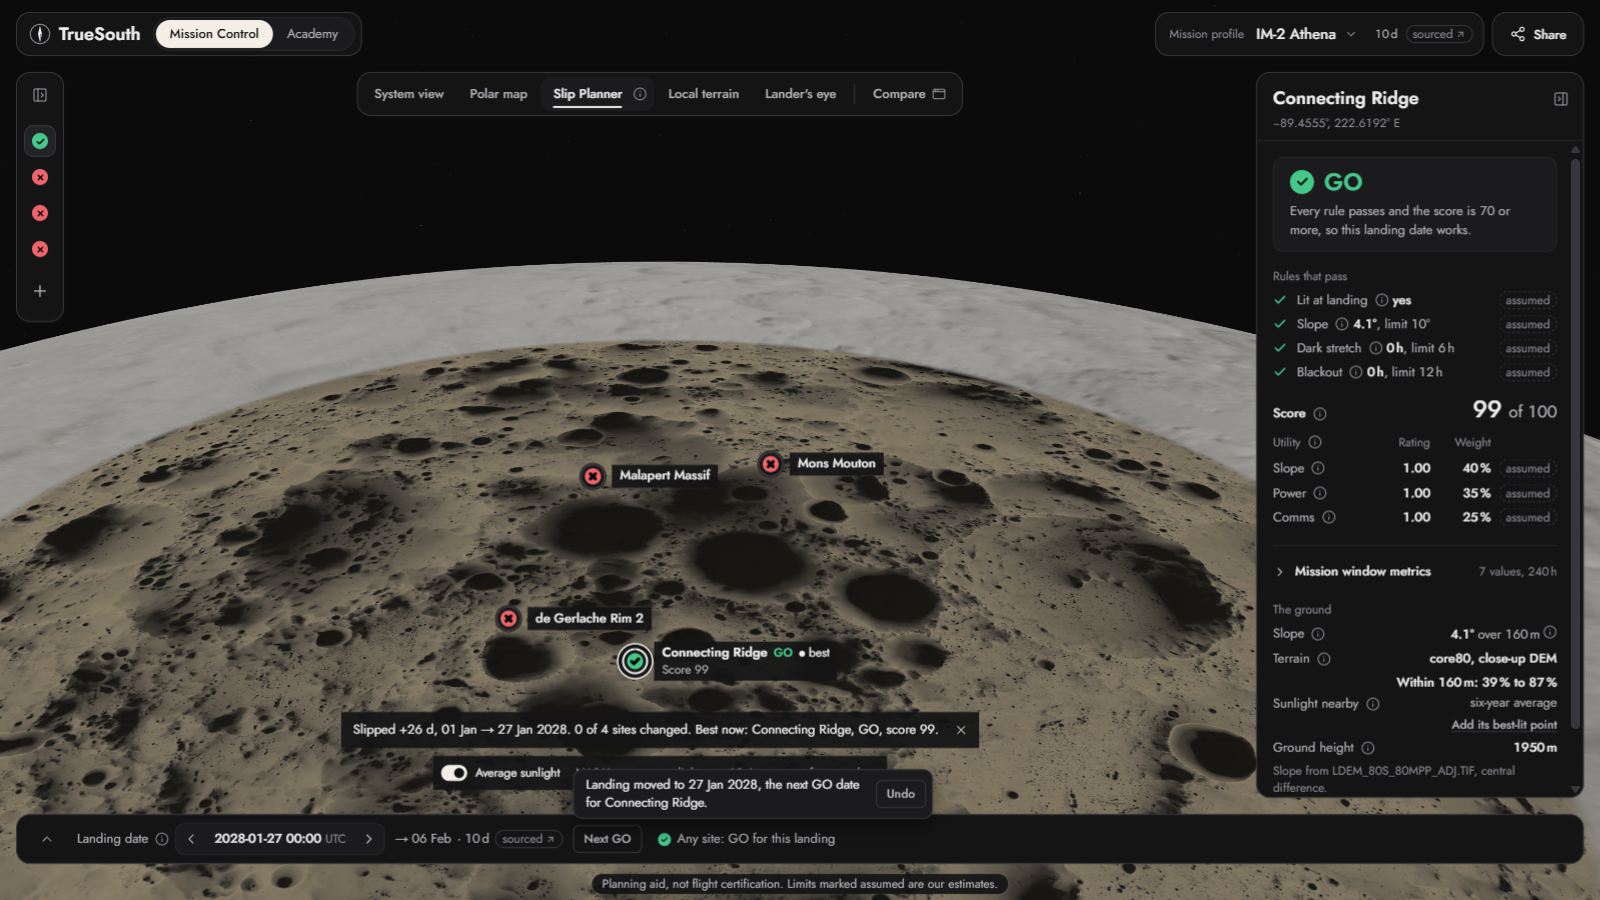 TrueSouth
Mission Control
Academy
Mission profile IM-2 Athena 10 d sourced ↗
Share
System view
Polar map
Slip Planner
Local terrain
Lander's eye
Compare
Connecting Ridge
−89.4555°, 222.6192° E
GO
Every rule passes and the score is 70 or
more, so this landing date works.
Rules that pass
Lit at landing yes assumed
Slope 4.1°, limit 10° assumed
Dark stretch 0 h, limit 6 h assumed
Blackout 0 h, limit 12 h assumed
Score 99 of 100
Utility Rating Weight
Slope 1.00 40 % assumed
Power 1.00 35 % assumed
Comms 1.00 25 % assumed
Mission window metrics 7 values, 240 h
The ground
Slope 4.1° over 160 m
Terrain core80, close-up DEM
Within 160 m: 39 % to 87 %
Sunlight nearby six-year average
Add its best-lit point
Ground height 1950 m
Slope from LDEM_80S_80MPP_ADJ.TIF, central
difference.
Malapert Massif
Mons Mouton
de Gerlache Rim 2
Connecting Ridge GO ● best
Score 99
Slipped +26 d, 01 Jan → 27 Jan 2028. 0 of 4 sites changed. Best now: Connecting Ridge, GO, score 99.
Average sunlight
Landing moved to 27 Jan 2028, the next GO date
for Connecting Ridge.
Undo
Landing date 2028-01-27 00:00 UTC → 06 Feb · 10 d sourced ↗ Next GO Any site: GO for this landing
Planning aid, not flight certification. Limits marked assumed are our estimates.